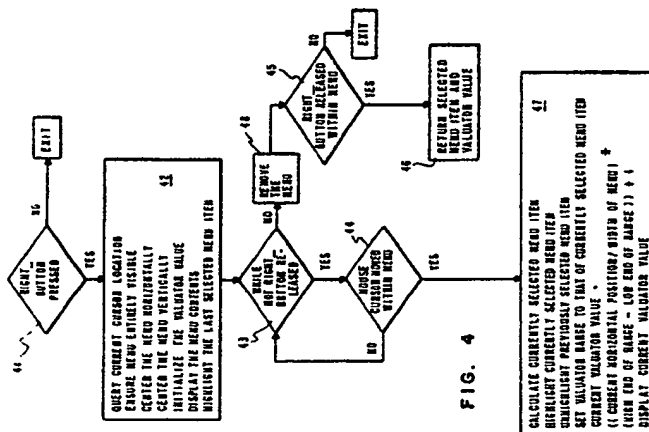 RIGHT-
BUTTON
PRESSED
NO
EXIT
YES
42
QUERY CURRENT CURSOR LOCATION
ENSURE MENU ENTIRELY VISIBLE
CENTER THE MENU HORIZONTALLY
CENTER THE MENU VERTICALLY
INITIALIZE THE VALUATOR VALUE
DISPLAY THE MENU CONTENTS
HIGHLIGHT THE LAST SELECTED MENU ITEM
43
WHILE
NOT RIGHT
BUTTON RE-
LEASED
NO
YES
48
REMOVE
THE
MENU
45
RIGHT
BUTTON RELEASED
WITHIN MENU
NO
EXIT
YES
46
RETURN SELECTED
MENU ITEM AND
VALUATOR VALUE
44
MOUSE
CURSOR MOVED
WITHIN MENU
NO
YES
47
CALCULATE CURRENTLY SELECTED MENU ITEM
HIGHLIGHT CURRENTLY SELECTED MENU ITEM
UNHIGHLIGHT PREVIOUSLY SELECTED MENU ITEM
SET VALUATOR RANGE TO THAT OF CURRENTLY SELECTED MENU ITEM
CURRENT VALUATOR VALUE
(( CURRENT HORIZONTAL POSITION/ WIDTH OF MENU)
(HIGH END OF RANGE - LOW END OF RANGE))
DISPLAY CURRENT VALUATOR VALUE
FIG. 4